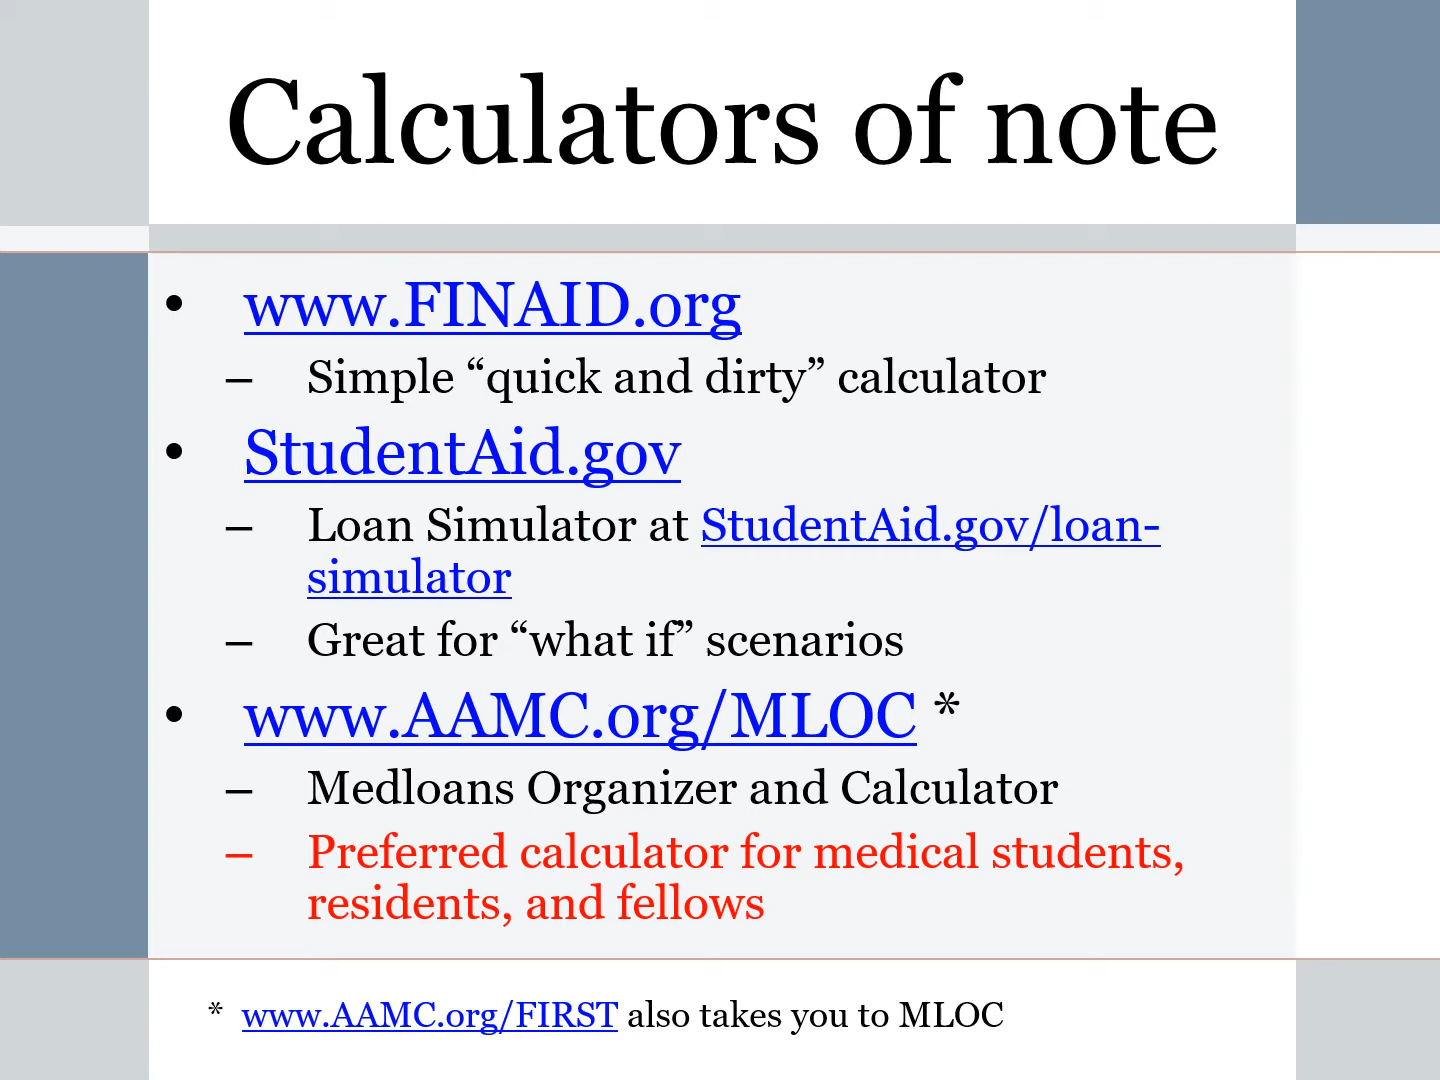 Calculators of note
• www.FINAID.org
– Simple “quick and dirty” calculator
• StudentAid.gov
– Loan Simulator at StudentAid.gov/loan-
simulator
– Great for “what if” scenarios
• www.AAMC.org/MLOC *
– Medloans Organizer and Calculator
– Preferred calculator for medical students,
residents, and fellows
* www.AAMC.org/FIRST also takes you to MLOC